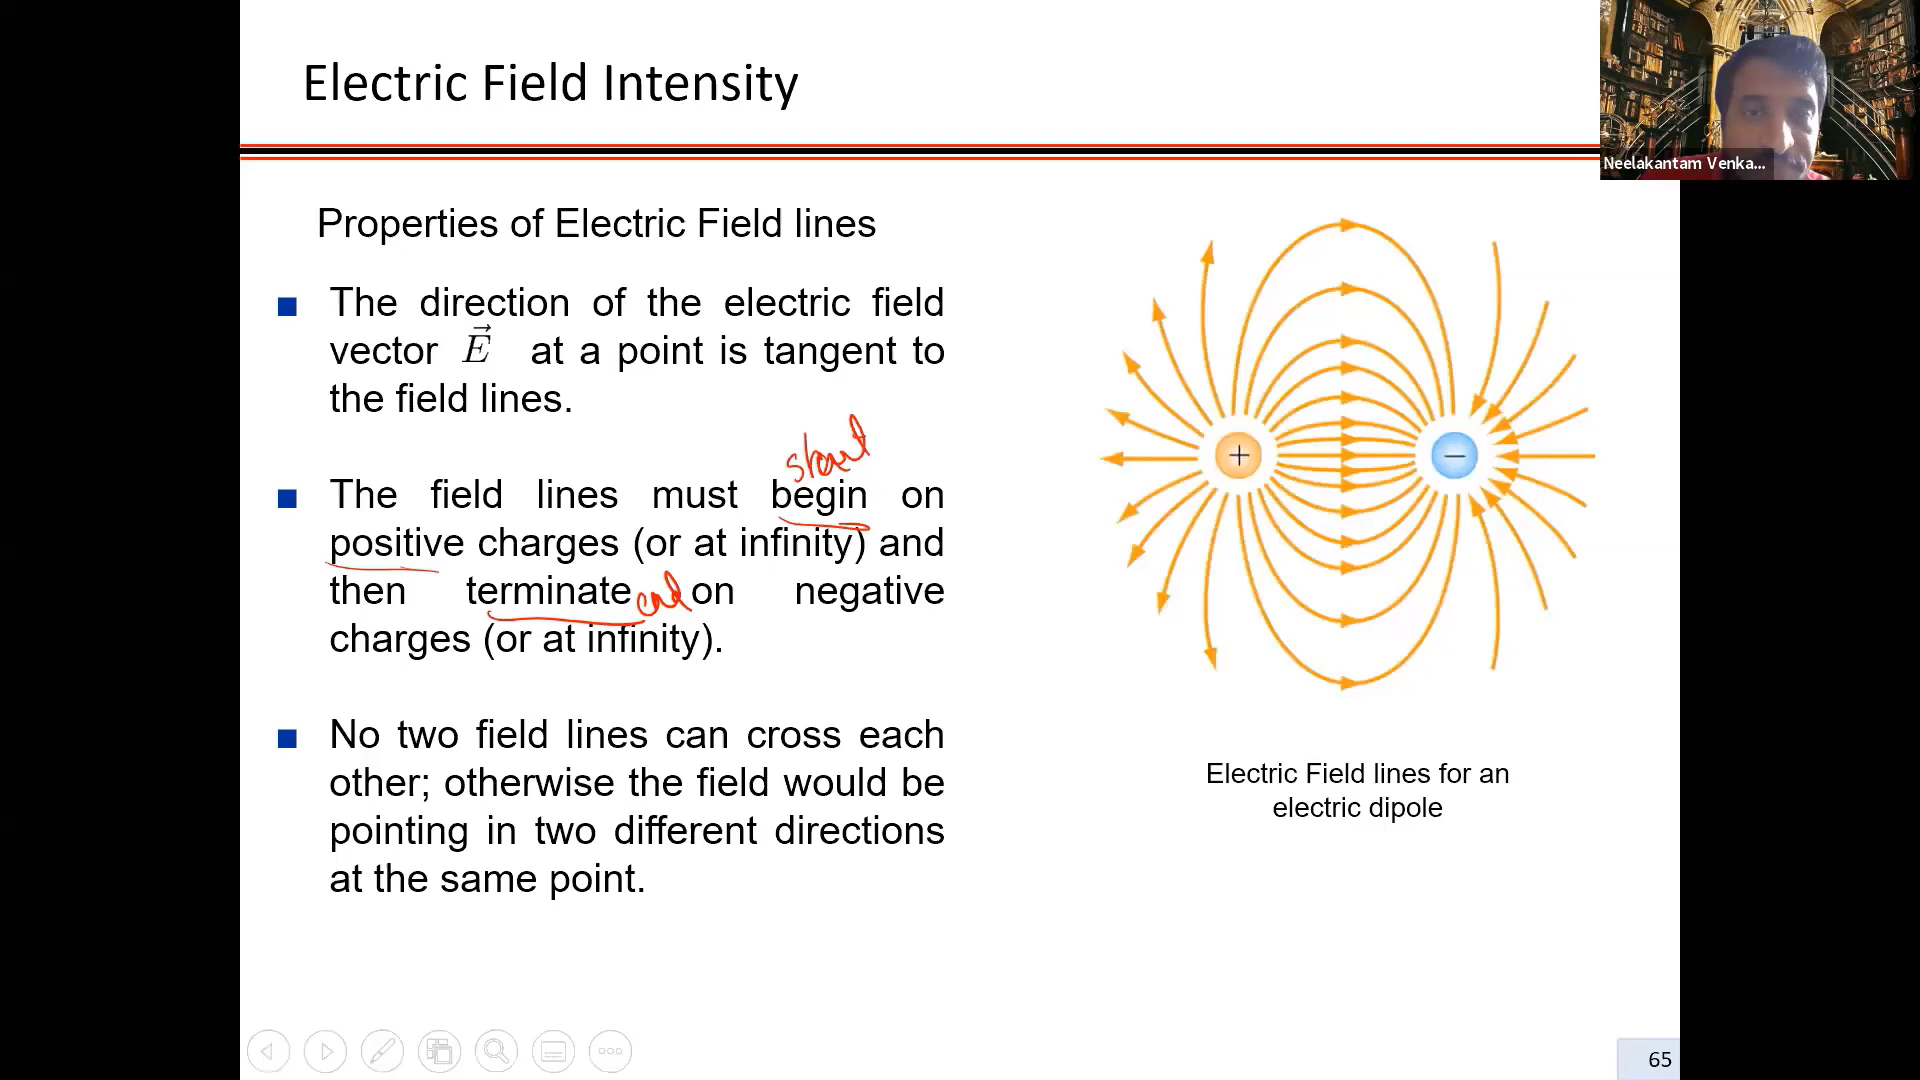 Electric Field Intensity
Neelakantam Venka...
Properties of Electric Field lines
The direction of the electric field
vector E⃗ at a point is tangent to
the field lines.
start
The field lines must begin on
positive charges (or at infinity) and
then terminate end on negative
charges (or at infinity).
No two field lines can cross each
other; otherwise the field would be
pointing in two different directions
at the same point.
+
−
Electric Field lines for an
electric dipole
65